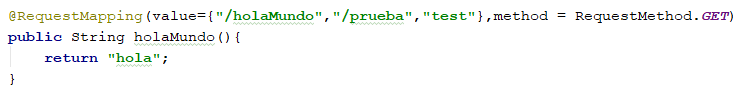 @RequestMapping(value={"/holaMundo","/prueba","test"},method = RequestMethod.GET)
public String holaMundo(){
    return "hola";
}